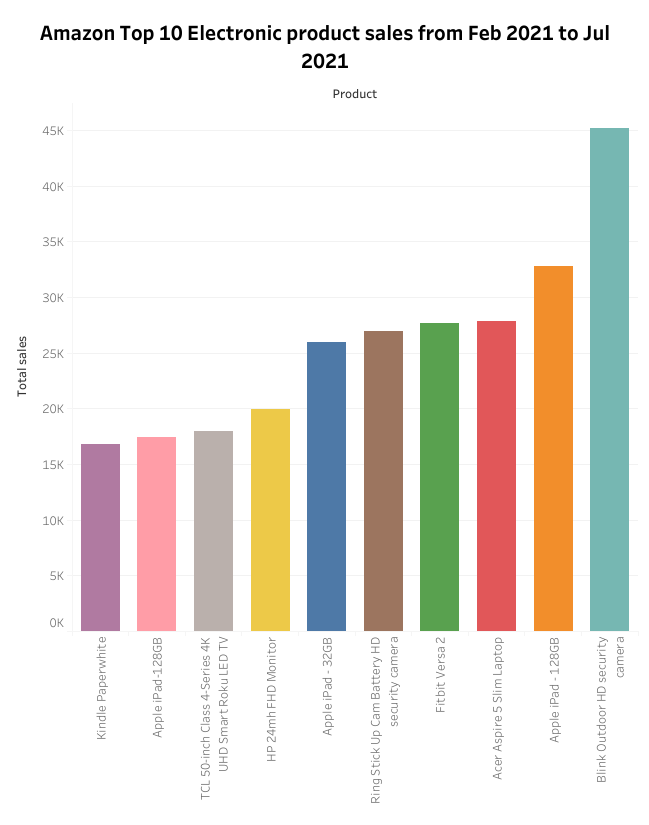 Amazon Top 10 Electronic product sales from Feb 2021 to Jul
2021
Product
Total sales
45K
40K
35K
30K
25K
20K
15K
10K
5K
0K
Kindle Paperwhite
Apple iPad-128GB
TCL 50-inch Class 4-Series 4K
UHD Smart Roku LED TV
HP 24mh FHD Monitor
Apple iPad - 32GB
Ring Stick Up Cam Battery HD
security camera
Fitbit Versa 2
Acer Aspire 5 Slim Laptop
Apple iPad - 128GB
Blink Outdoor HD security
camera